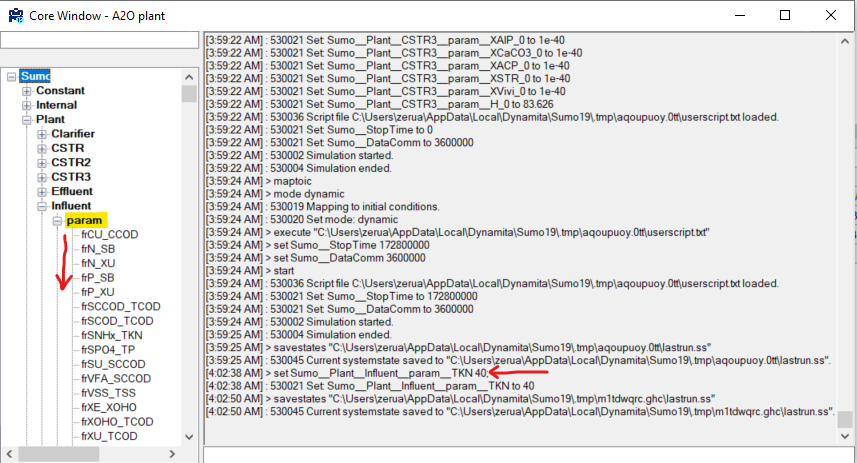 Core Window - A2O plant
Sumo
Constant
Internal
Plant
Clarifier
CSTR
CSTR2
CSTR3
Effluent
Influent
param
frCU_CCOD
frN_SB
frN_XU
frP_SB
frP_XU
frSCCOD_TCOD
frSCOD_TCOD
frSNHx_TKN
frSPO4_TP
frSU_SCCOD
frVFA_SCCOD
frVSS_TSS
frXE_XOHO
frXOHO_TCOD
frXU_TCOD
[3:59:22 AM] : 530021 Set: Sumo__Plant__CSTR3__param__XAIP_0 to 1e-40
[3:59:22 AM] : 530021 Set: Sumo__Plant__CSTR3__param__XCaCO3_0 to 1e-40
[3:59:22 AM] : 530021 Set: Sumo__Plant__CSTR3__param__XACP_0 to 1e-40
[3:59:22 AM] : 530021 Set: Sumo__Plant__CSTR3__param__XSTR_0 to 1e-40
[3:59:22 AM] : 530021 Set: Sumo__Plant__CSTR3__param__XVivi_0 to 1e-40
[3:59:22 AM] : 530021 Set: Sumo__Plant__CSTR3__param__H_0 to 83.626
[3:59:22 AM] : 530036 Script file C:\Users\zerua\AppData\Local\Dynamita\Sumo19\.tmp\aqoupuoy.0tt\userscript.txt loaded.
[3:59:22 AM] : 530021 Set: Sumo__StopTime to 0
[3:59:22 AM] : 530021 Set: Sumo__DataComm to 3600000
[3:59:22 AM] : 530002 Simulation started.
[3:59:22 AM] : 530004 Simulation ended.
[3:59:24 AM] > maptoic
[3:59:24 AM] > mode dynamic
[3:59:24 AM] : 530019 Mapping to initial conditions.
[3:59:24 AM] : 530020 Set mode: dynamic
[3:59:24 AM] > execute "C:\Users\zerua\AppData\Local\Dynamita\Sumo19\.tmp\aqoupuoy.0tt\userscript.txt"
[3:59:24 AM] > set Sumo__StopTime 172800000
[3:59:24 AM] > set Sumo__DataComm 3600000
[3:59:24 AM] > start
[3:59:24 AM] : 530036 Script file C:\Users\zerua\AppData\Local\Dynamita\Sumo19\.tmp\aqoupuoy.0tt\userscript.txt loaded.
[3:59:24 AM] : 530021 Set: Sumo__StopTime to 172800000
[3:59:24 AM] : 530021 Set: Sumo__DataComm to 3600000
[3:59:24 AM] : 530002 Simulation started.
[3:59:25 AM] : 530004 Simulation ended.
[3:59:25 AM] > savestates "C:\Users\zerua\AppData\Local\Dynamita\Sumo19\.tmp\aqoupuoy.0tt\lastrun.ss"
[3:59:25 AM] : 530045 Current systemstate saved to "C:\Users\zerua\AppData\Local\Dynamita\Sumo19\.tmp\aqoupuoy.0tt\lastrun.ss".
[4:02:38 AM] > set Sumo__Plant__Influent__param__TKN 40;
[4:02:38 AM] : 530021 Set: Sumo__Plant__Influent__param__TKN to 40
[4:02:50 AM] > savestates "C:\Users\zerua\AppData\Local\Dynamita\Sumo19\.tmp\m1tdwqrc.ghc\lastrun.ss"
[4:02:50 AM] : 530045 Current systemstate saved to "C:\Users\zerua\AppData\Local\Dynamita\Sumo19\.tmp\m1tdwqrc.ghc\lastrun.ss".